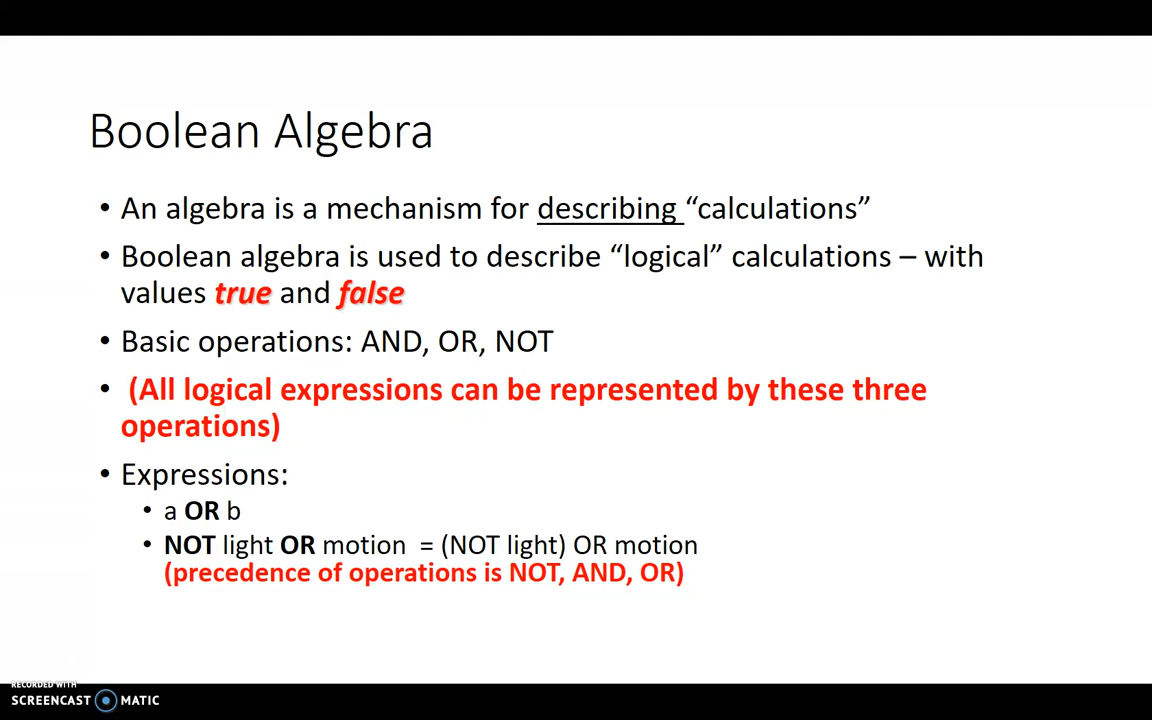 Boolean Algebra
• An algebra is a mechanism for describing “calculations”
• Boolean algebra is used to describe “logical” calculations – with
values true and false
• Basic operations: AND, OR, NOT
• (All logical expressions can be represented by these three
operations)
• Expressions:
• a OR b
• NOT light OR motion = (NOT light) OR motion
(precedence of operations is NOT, AND, OR)
RECORDED WITH
SCREENCAST MATIC